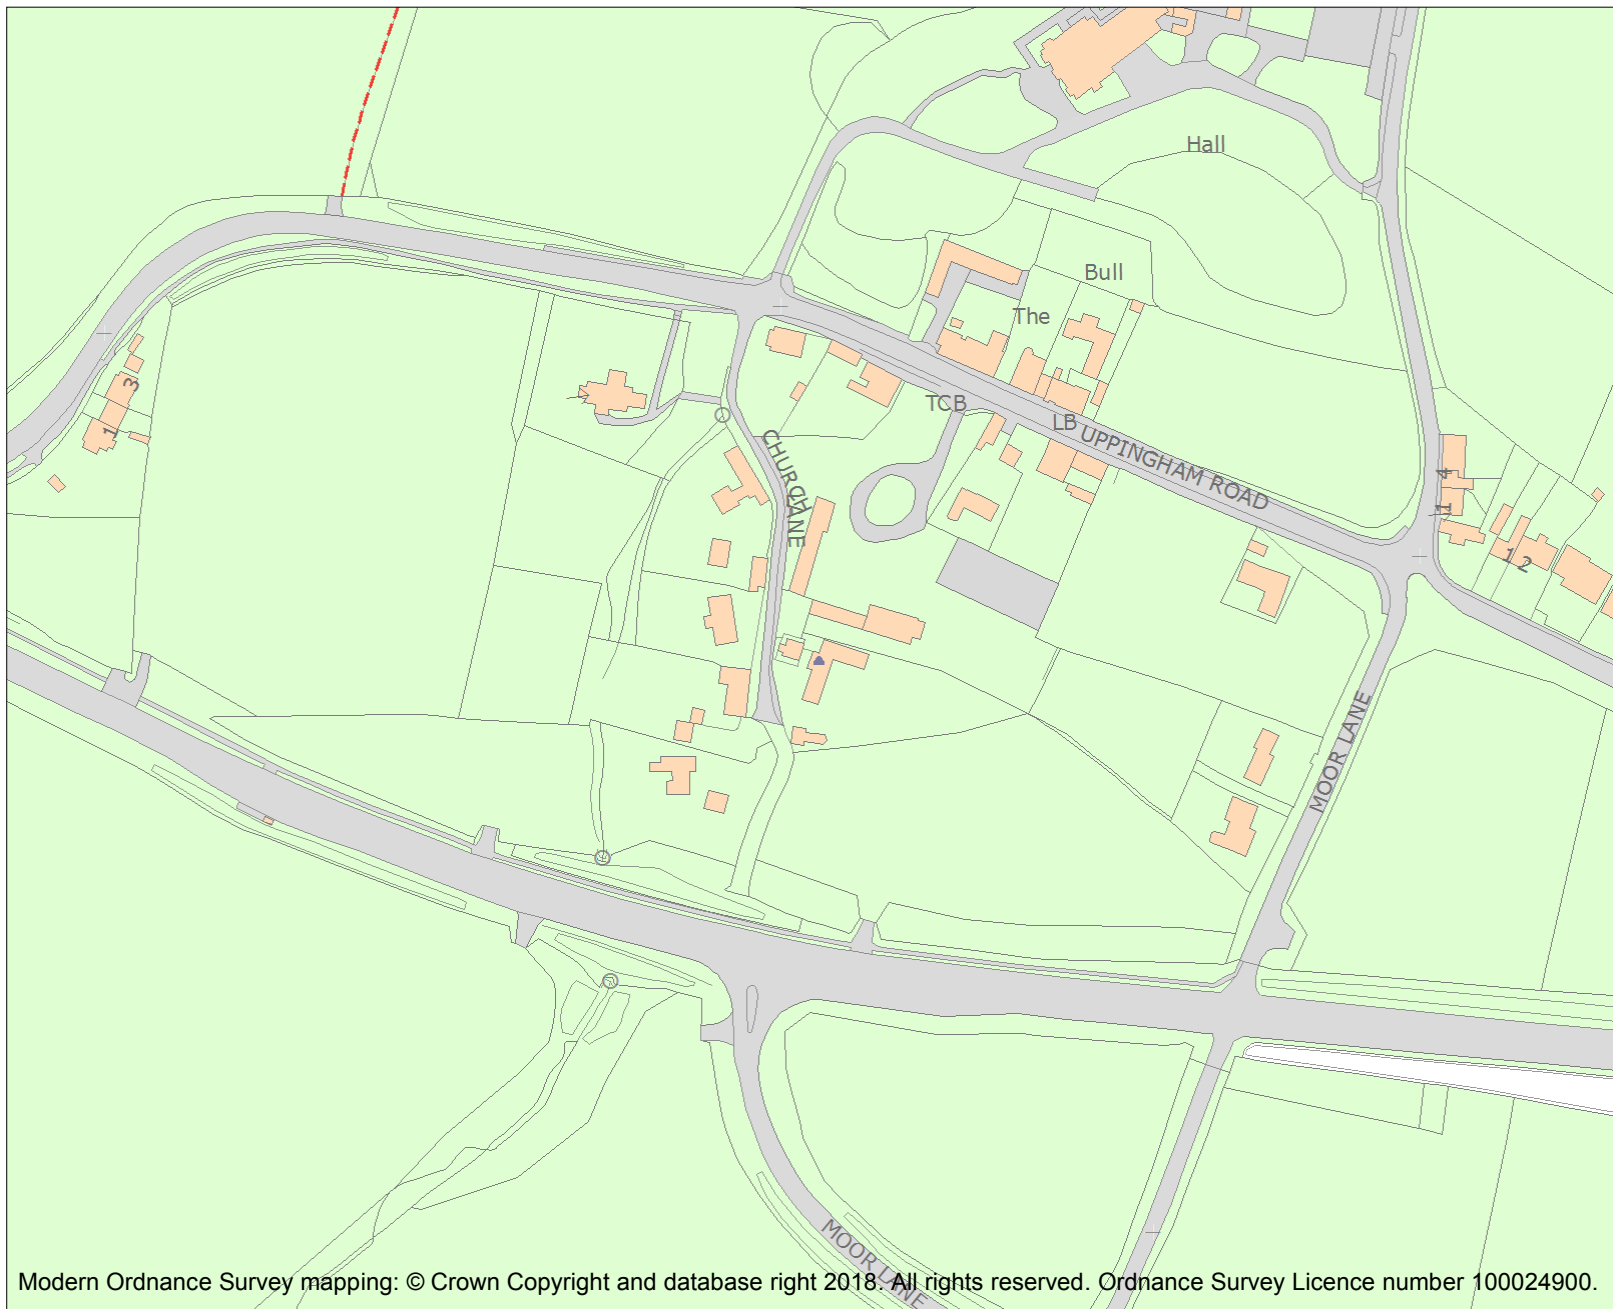 Hall
Bull
The
TCB
LB
UPPINGHAM ROAD
CHURCH
LANE
3
1
4
11
1 2
MOOR LANE
MOOR LANE
Modern Ordnance Survey mapping: © Crown Copyright and database right 2018. All rights reserved. Ordnance Survey Licence number 100024900.